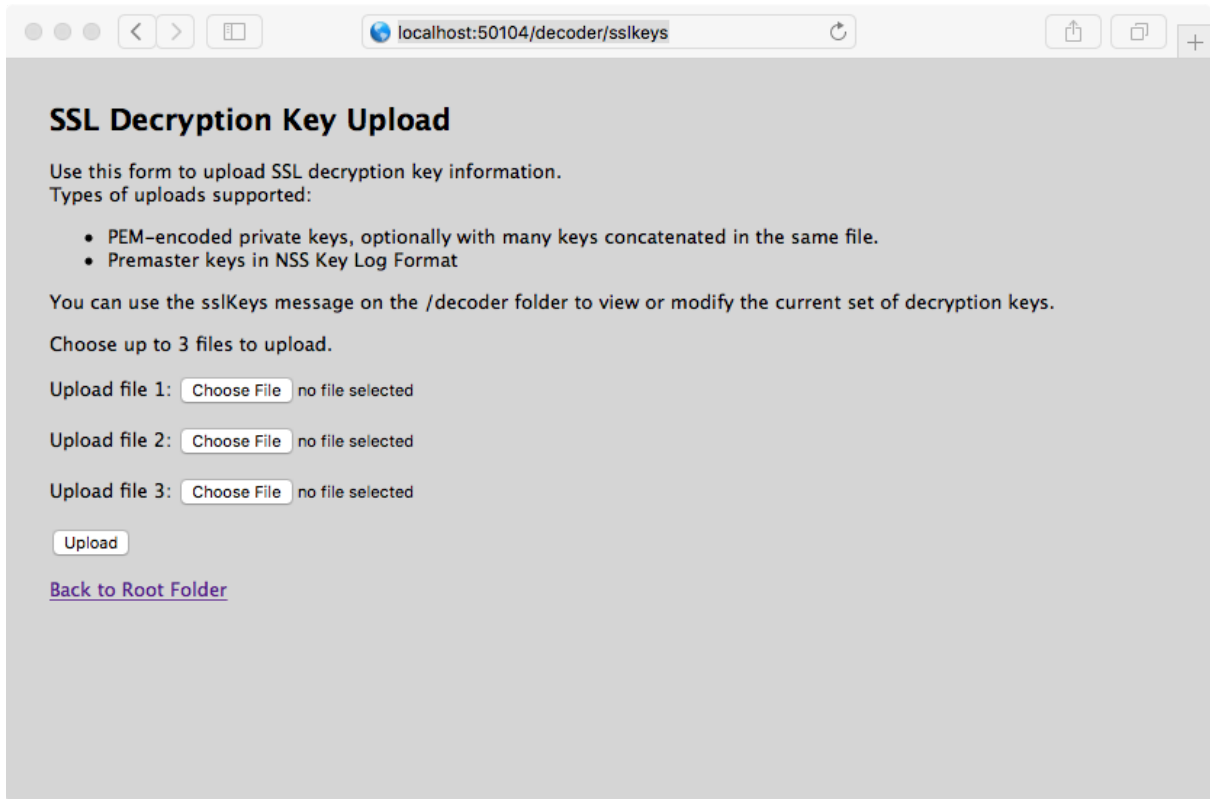 localhost:50104/decoder/sslkeys
SSL Decryption Key Upload
Use this form to upload SSL decryption key information.
Types of uploads supported:
• PEM-encoded private keys, optionally with many keys concatenated in the same file.
• Premaster keys in NSS Key Log Format
You can use the sslKeys message on the /decoder folder to view or modify the current set of decryption keys.
Choose up to 3 files to upload.
Upload file 1: Choose File no file selected
Upload file 2: Choose File no file selected
Upload file 3: Choose File no file selected
Upload
Back to Root Folder